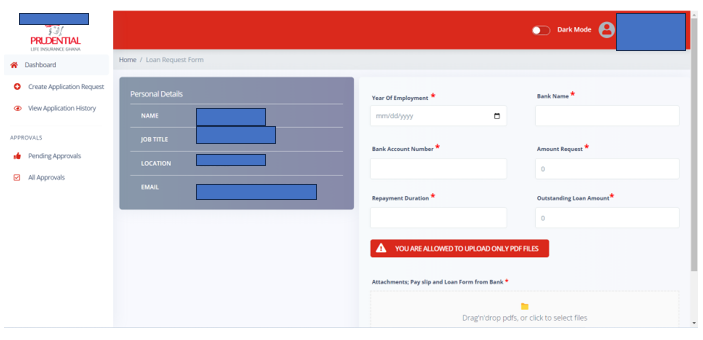 PRUDENTIAL
LIFE INSURANCE GHANA
Dashboard
Create Application Request
View Application History
APPROVALS
Pending Approvals
All Approvals
Dark Mode
Home / Loan Request Form
Personal Details
NAME
JOB TITLE
LOCATION
EMAIL
Year Of Employment *
mm/dd/yyyy
Bank Name *
Bank Account Number *
Amount Request *
0
Repayment Duration *
Outstanding Loan Amount *
0
YOU ARE ALLOWED TO UPLOAD ONLY PDF FILES
Attachments; Pay slip and Loan Form from Bank *
Drag'n'drop pdfs, or click to select files